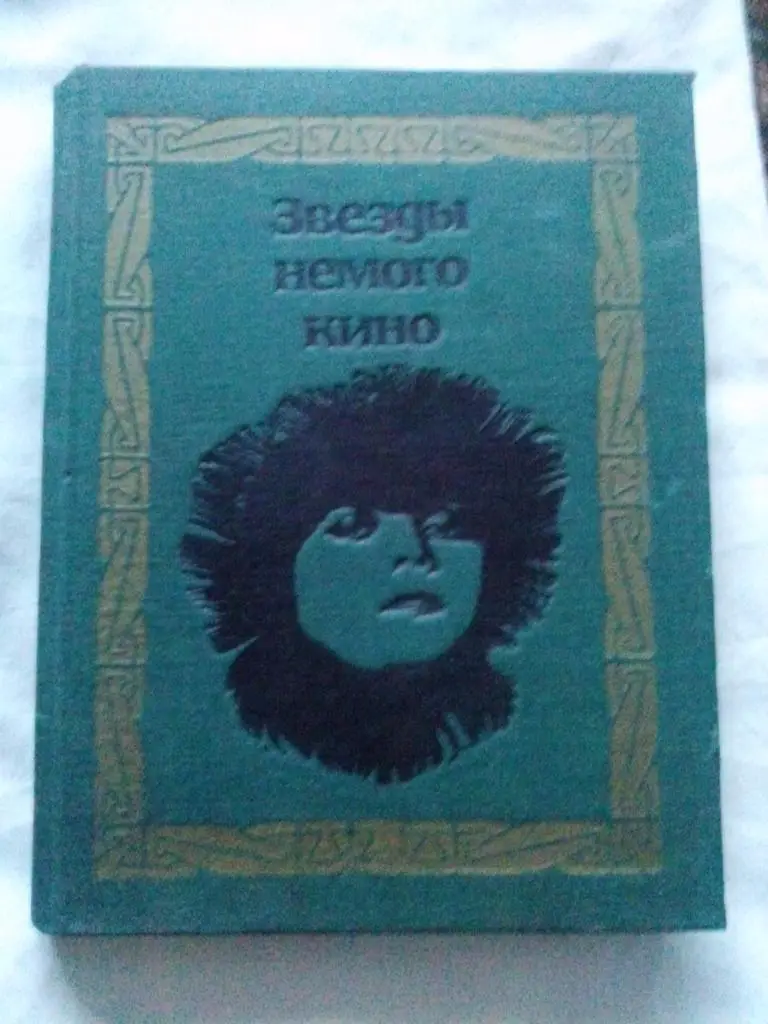 Звезды
немого
кино